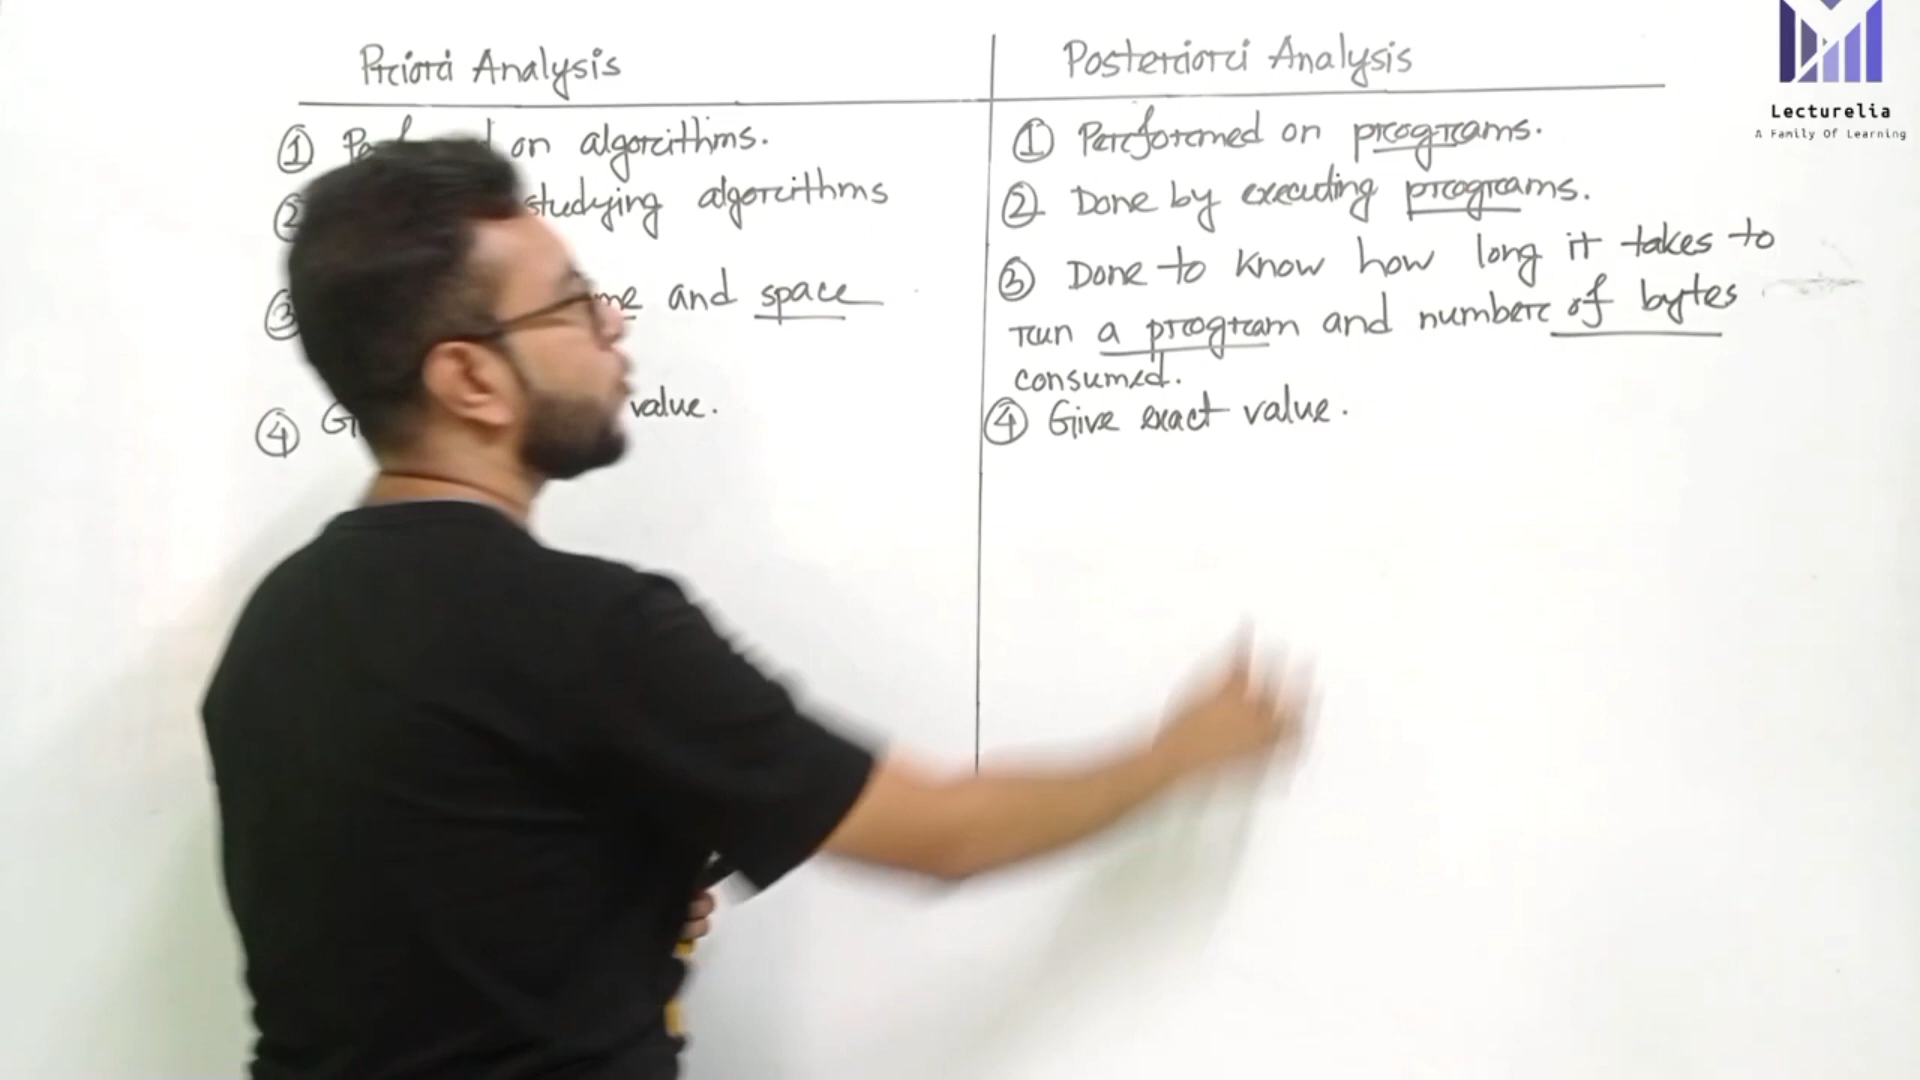 Priori Analysis
① on algorithms.
studying algorithms
③ and space
④ value.
Posteriori Analysis
① Performed on programs.
② Done by executing programs.
③ Done to know how long it takes to
run a program and number of bytes
consumed.
④ Give exact value.
Lecturelia
A Family Of Learning